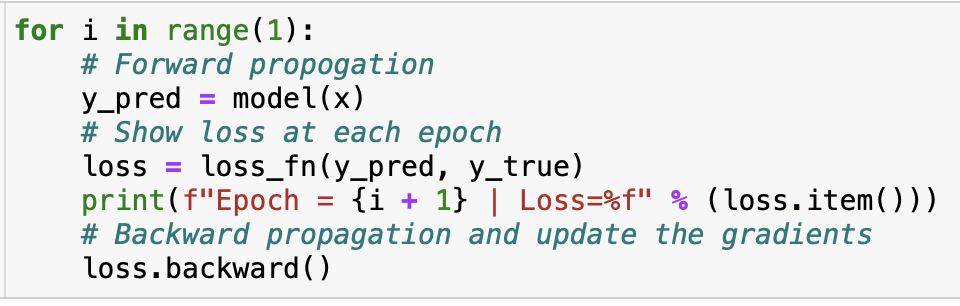 for i in range(1):
    # Forward propogation
    y_pred = model(x)
    # Show loss at each epoch
    loss = loss_fn(y_pred, y_true)
    print(f"Epoch = {i + 1} | Loss=%f" % (loss.item()))
    # Backward propagation and update the gradients
    loss.backward()